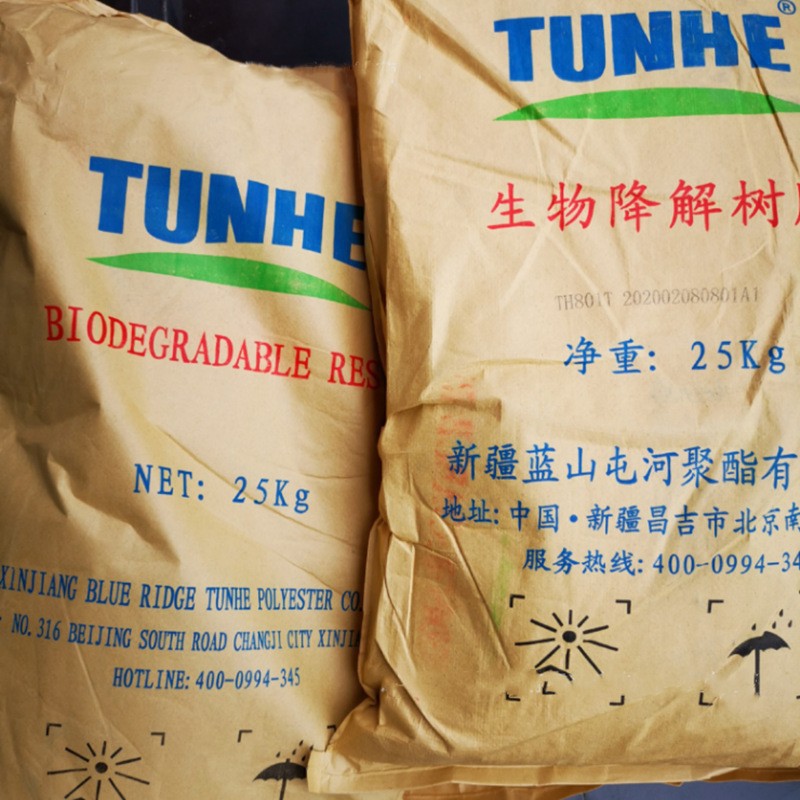 TUNHE
BIODEGRADABLE RES
NET: 25Kg
XINJIANG BLUE RIDGE TUNHE POLYESTER CO.
NO.316 BEIJING SOUTH ROAD CHANGJI CITY XINJIA
HOTLINE: 400-0994-345
TUNHE®
生物降解树
TH801T 202002080801A1
净重: 25Kg
新疆蓝山屯河聚酯有
地址: 中国·新疆昌吉市北京南
服务热线: 400-0994-34